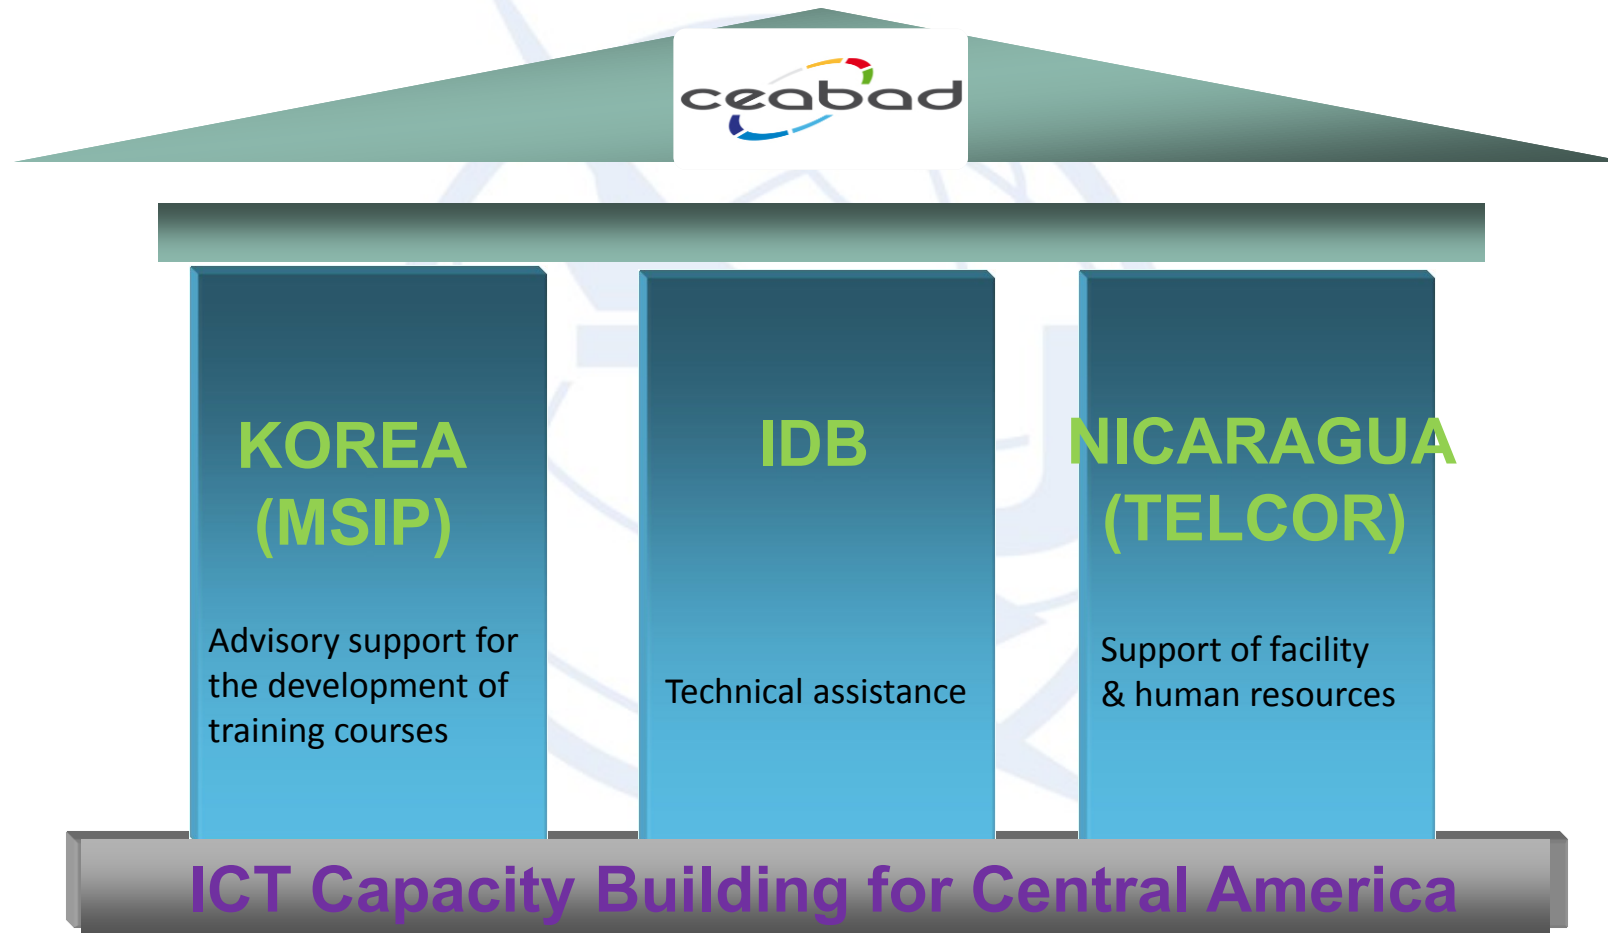 ceabad
KOREA
(MSIP)
Advisory support for
the development of
training courses
IDB
Technical assistance
NICARAGUA
(TELCOR)
Support of facility
& human resources
ICT Capacity Building for Central America